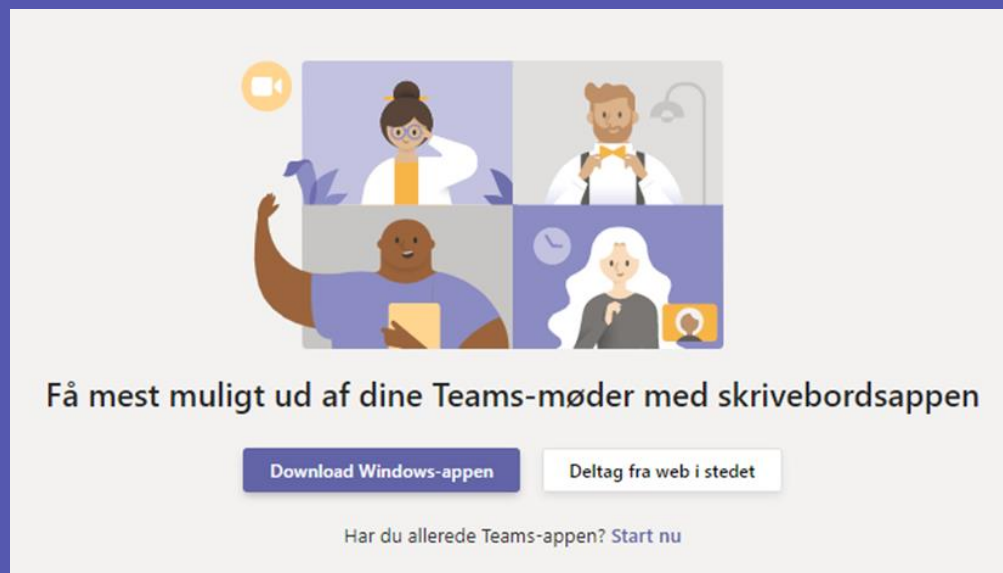 Få mest muligt ud af dine Teams-møder med skrivebordsappen
Download Windows-appen
Deltag fra web i stedet
Har du allerede Teams-appen? Start nu